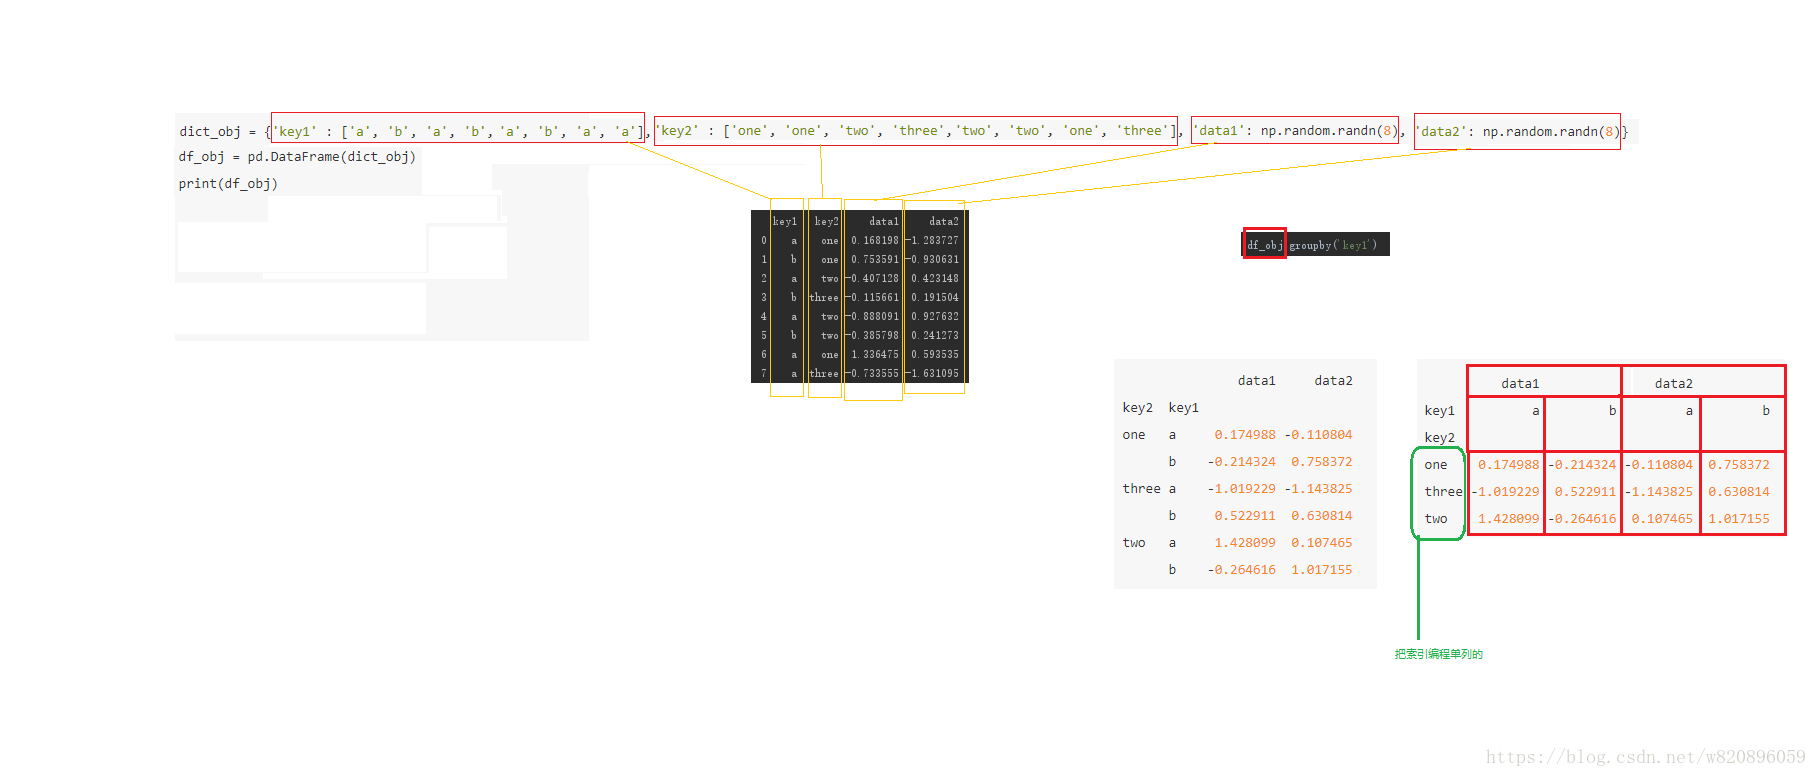 dict_obj = {'key1' : ['a', 'b', 'a', 'b', 'a', 'b', 'a', 'a'],'key2' : ['one', 'one', 'two', 'three','two', 'two', 'one', 'three'], 'data1': np.random.randn(8), 'data2': np.random.randn(8)}
df_obj = pd.DataFrame(dict_obj)
print(df_obj)
key1 key2 data1 data2
0 a one 0.168198 -1.283727
1 b one 0.753591 -0.930631
2 a two -0.407128 0.423148
3 b three -0.115661 0.191504
4 a two -0.888091 0.927632
5 b two -0.385798 0.241273
6 a one 1.336475 0.593535
7 a three -0.733555 -1.631095
df_obj.groupby('key1')
data1 data2
key2 key1
one a 0.174988 -0.110804
b -0.214324 0.758372
three a -1.019229 -1.143825
b 0.522911 0.630814
two a 1.428099 0.107465
b -0.264616 1.017155
data1 data2
key1 a b a b
key2
one 0.174988 -0.214324 -0.110804 0.758372
three -1.019229 0.522911 -1.143825 0.630814
two 1.428099 -0.264616 0.107465 1.017155
把索引编程单列的
https://blog.csdn.net/w820896059